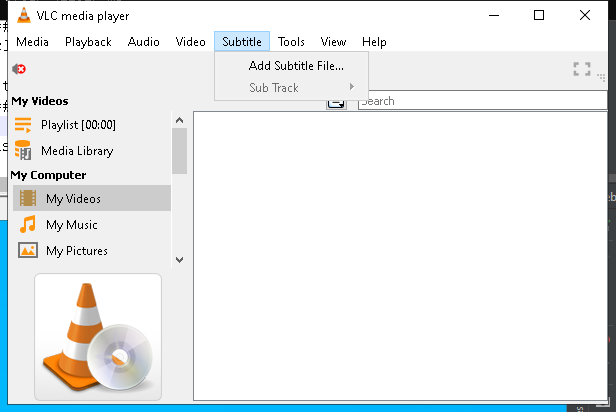 VLC media player
Media Playback Audio Video Subtitle Tools View Help
Add Subtitle File...
Sub Track
Search
My Videos
Playlist [00:00]
Media Library
My Computer
My Videos
My Music
My Pictures